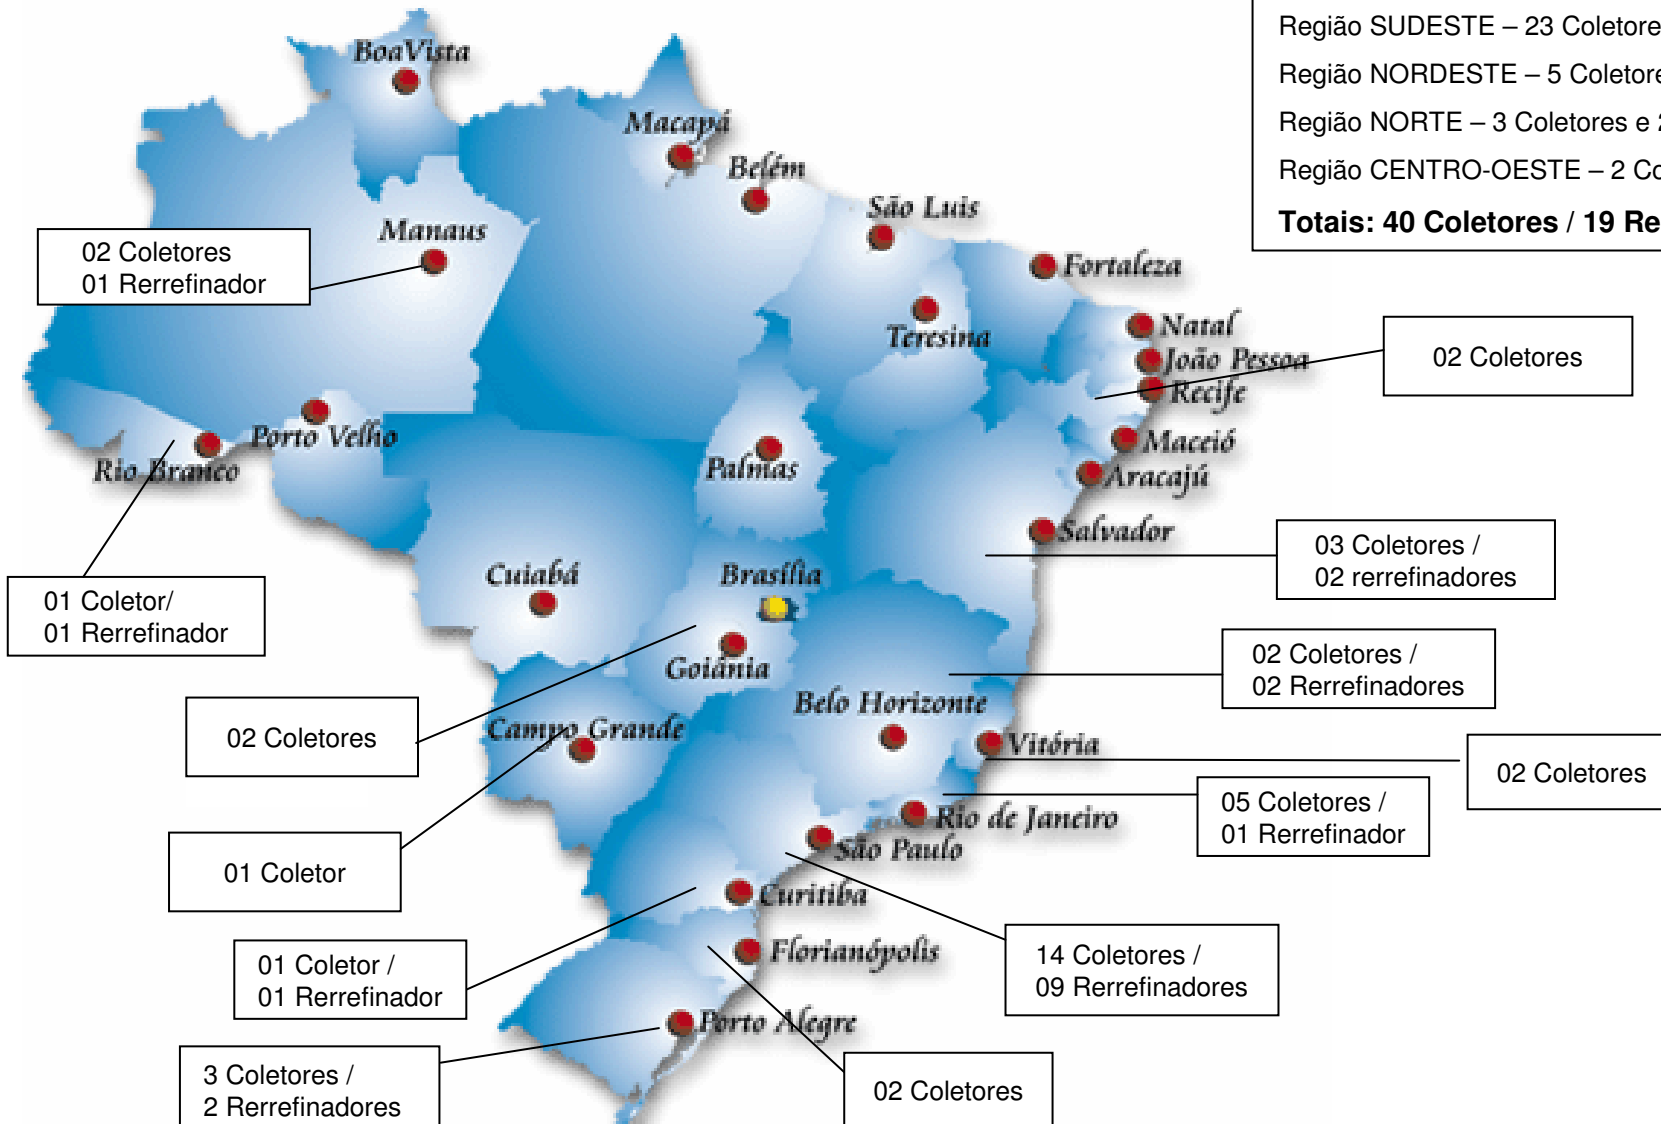 Região SUDESTE – 23 Coletore
Região NORDESTE – 5 Coletore
Região NORTE – 3 Coletores e 2
Região CENTRO-OESTE – 2 Co
Totais: 40 Coletores / 19 Re
BoaVista
Macapá
Belém
São Luis
Manaus
02 Coletores
01 Rerrefinador
Fortaleza
Teresina
Natal
João Pessoa
Recife
02 Coletores
Porto Velho
Rio Branco
Palmas
Maceió
Aracajú
Salvador
03 Coletores /
02 rerrefinadores
Cuiabá
Brasília
01 Coletor/
01 Rerrefinador
Goiânia
02 Coletores /
02 Rerrefinadores
Belo Horizonte
02 Coletores
Campo Grande
Vitória
02 Coletores
05 Coletores /
01 Rerrefinador
Rio de Janeiro
São Paulo
01 Coletor
Curitiba
Florianópolis
14 Coletores /
09 Rerrefinadores
01 Coletor /
01 Rerrefinador
Porto Alegre
3 Coletores /
2 Rerrefinadores
02 Coletores